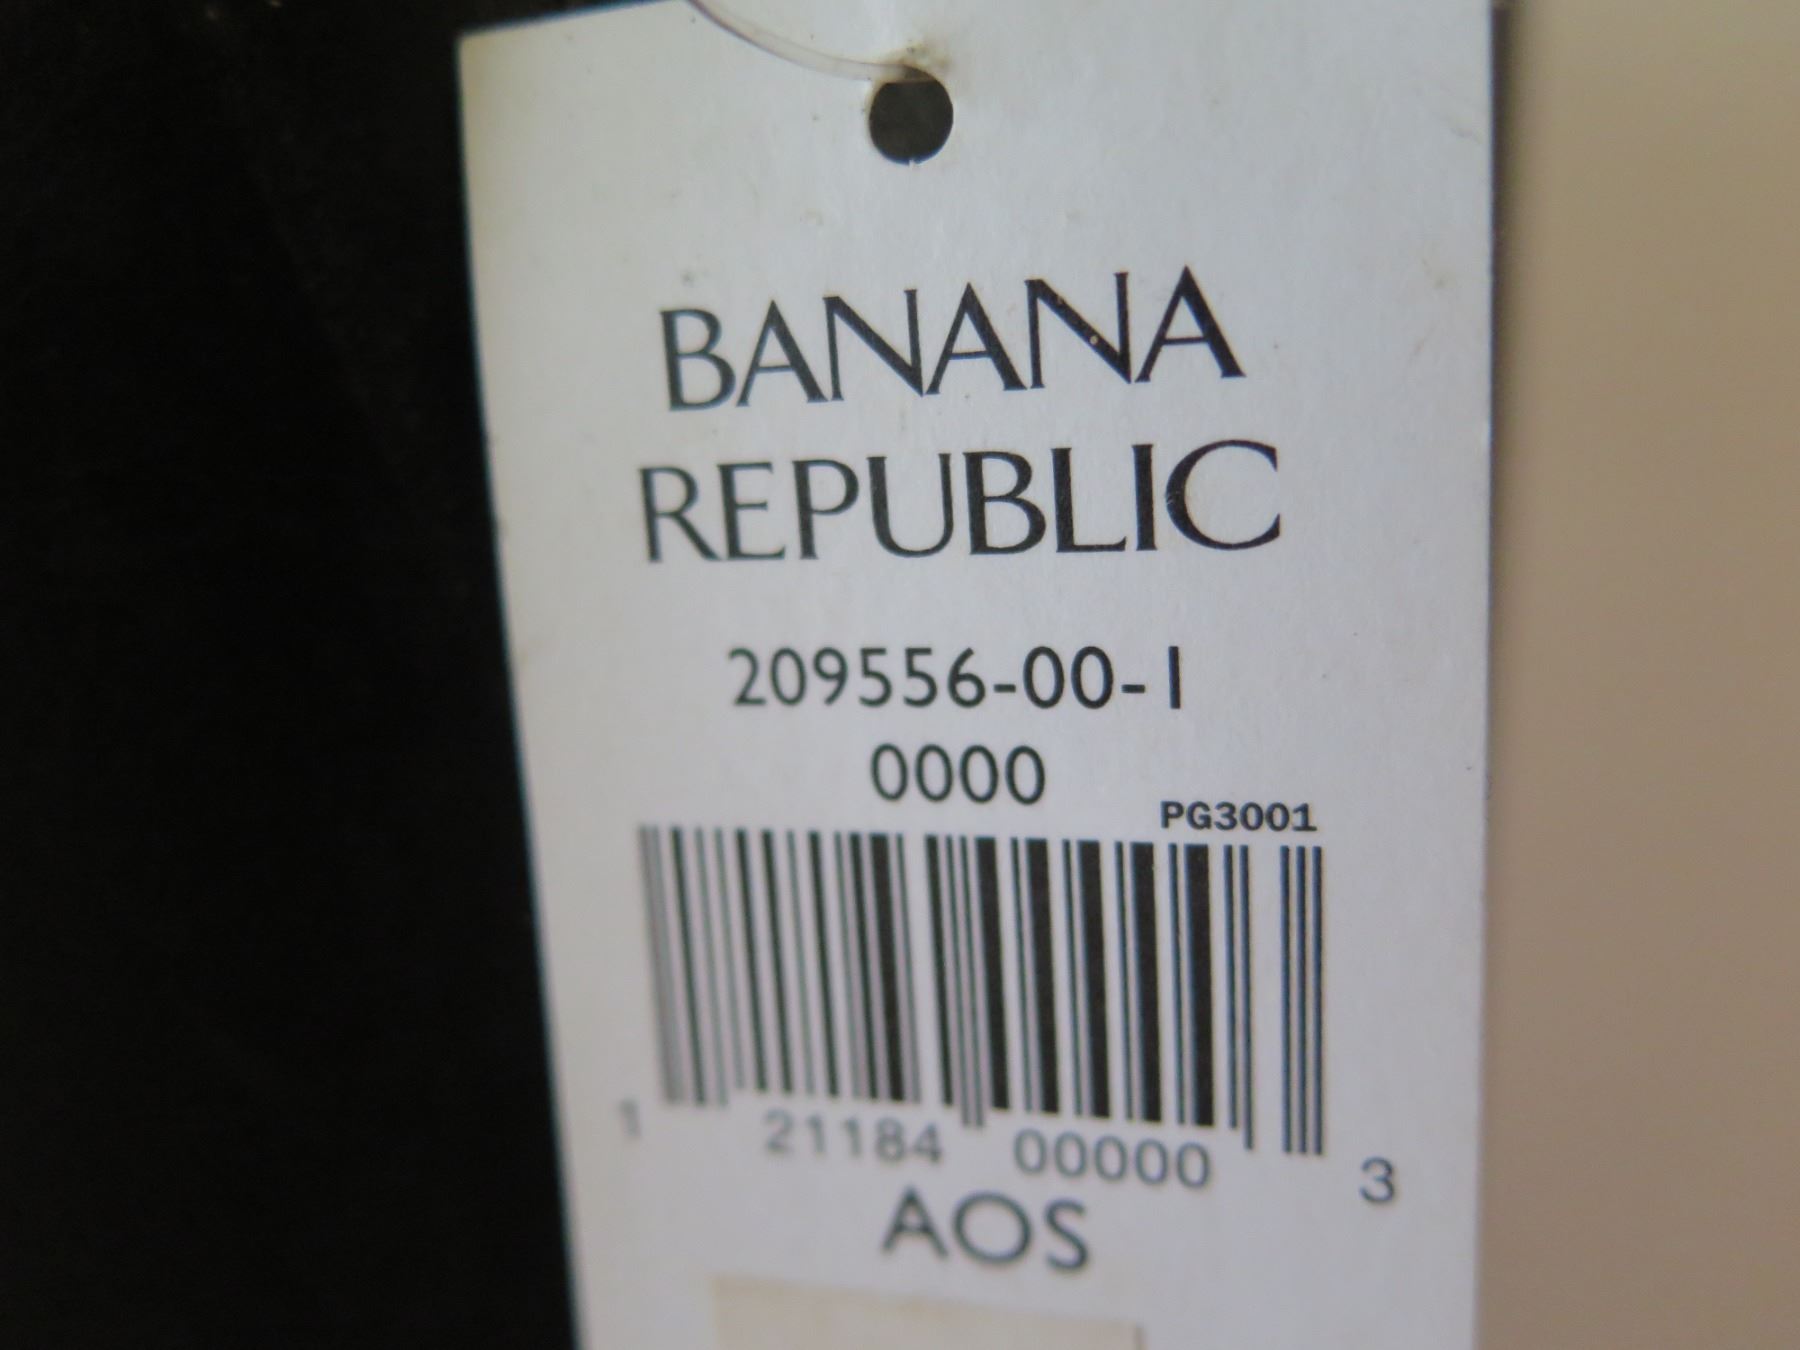 BANANA
REPUBLIC
209556-00-1
0000
PG3001
1 21184 00000 3
AOS